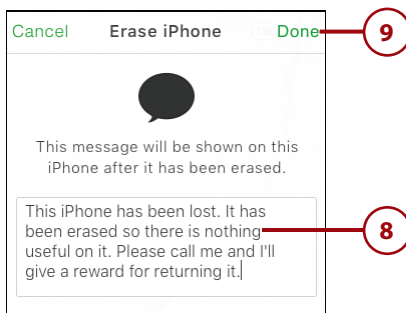 Cancel Erase iPhone Done 9
This message will be shown on this
iPhone after it has been erased.
This iPhone has been lost. It has
been erased so there is nothing
useful on it. Please call me and I'll
give a reward for returning it.
8